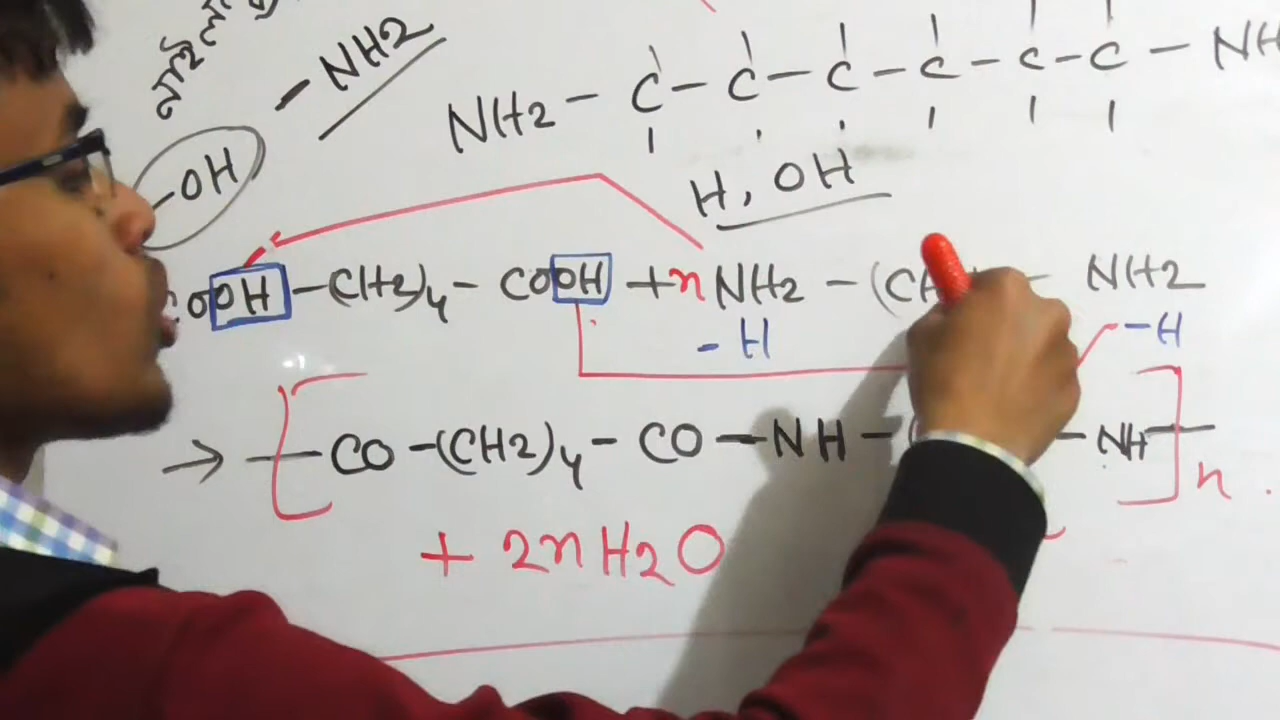 - NH2
NH2 - C - C - C - C - C - C - NH
- OH
H, OH
COOH - (CH2)4 - COOH + n NH2 - (CH - NH2
- H
- H
→ [- CO - (CH2)4 - CO - NH - ( - NH -]n
+ 2n H2O